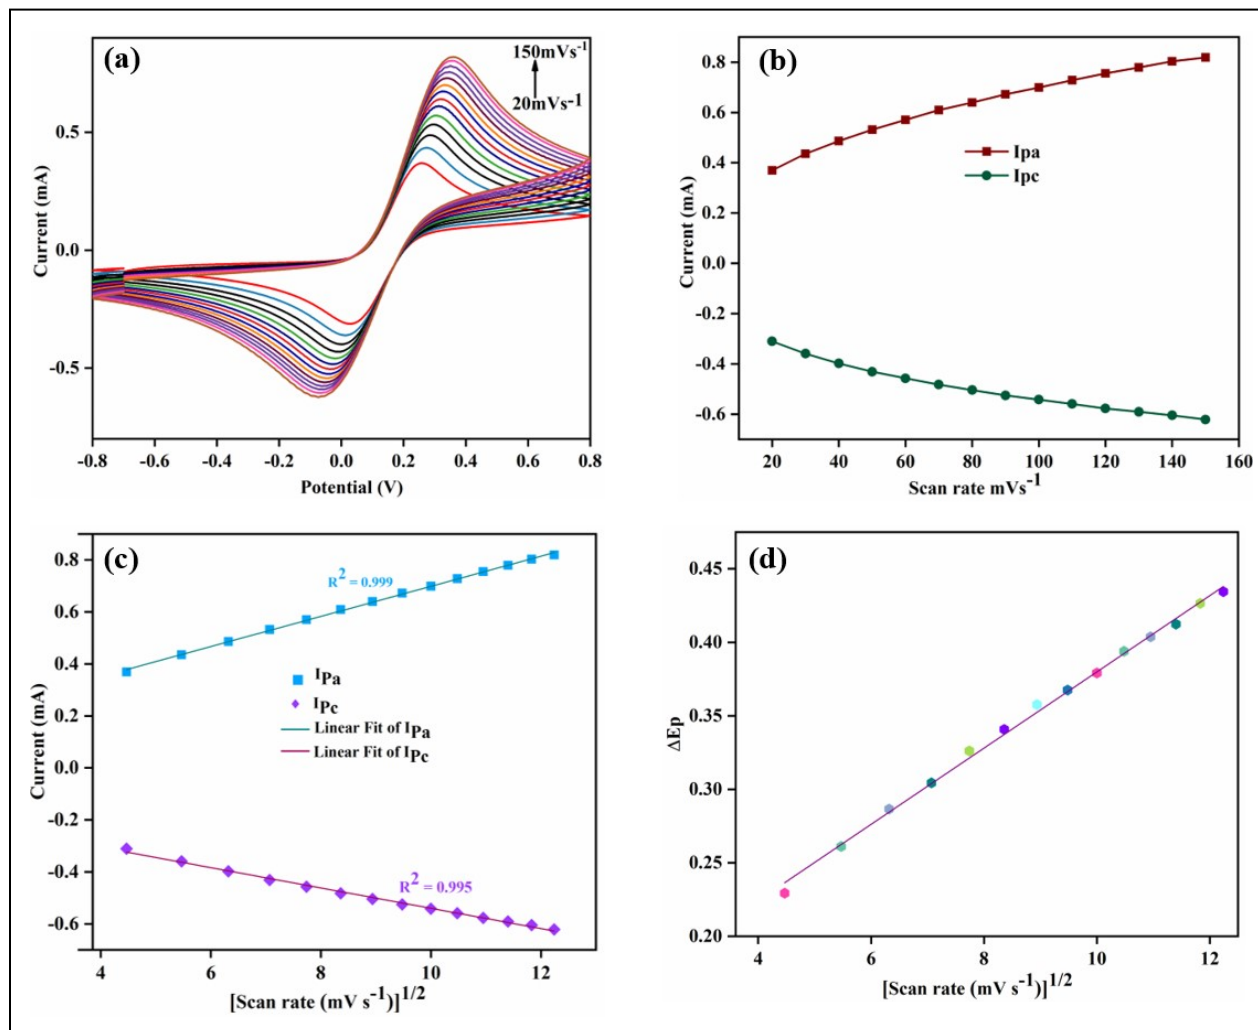 (a)
150mVs-1
20mVs-1
Current (mA)
0.5
0.0
-0.5
-0.8 -0.6 -0.4 -0.2 0.0 0.2 0.4 0.6 0.8
Potential (V)
(b)
Ipa
Ipc
Current (mA)
0.8
0.6
0.4
0.2
0.0
-0.2
-0.4
-0.6
20 40 60 80 100 120 140 160
Scan rate mVs-1
(c)
R2 = 0.999
IPa
IPc
Linear Fit of IPa
Linear Fit of IPc
R2 = 0.995
Current (mA)
0.8
0.6
0.4
0.2
0.0
-0.2
-0.4
-0.6
4 6 8 10 12
[Scan rate (mV s-1)]1/2
(d)
ΔEp
0.45
0.40
0.35
0.30
0.25
0.20
4 6 8 10 12
[Scan rate (mV s-1)]1/2